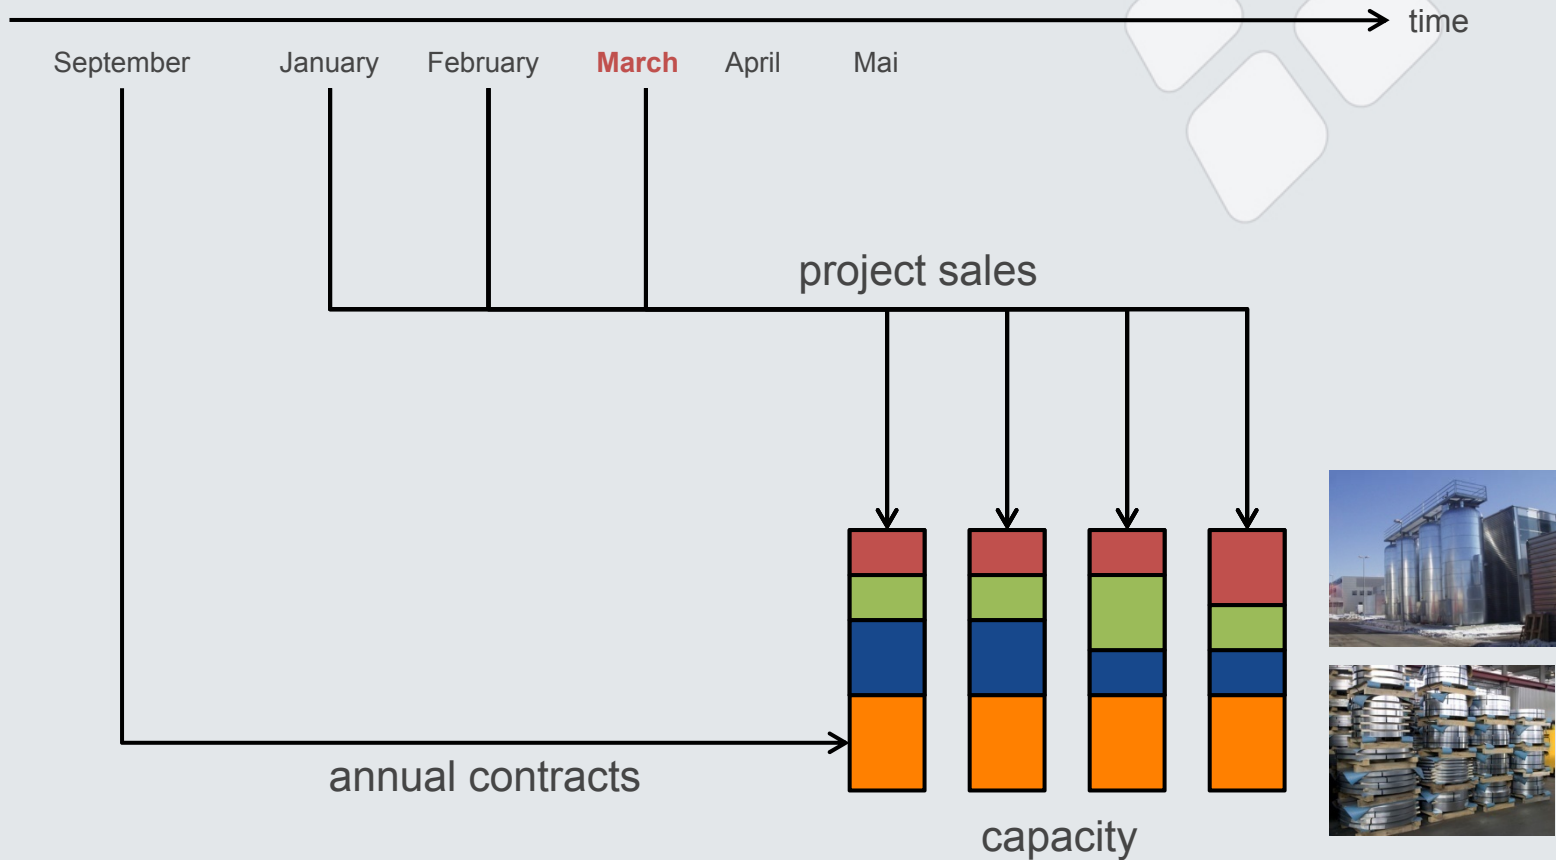 time
September January February March April Mai
project sales
annual contracts
capacity